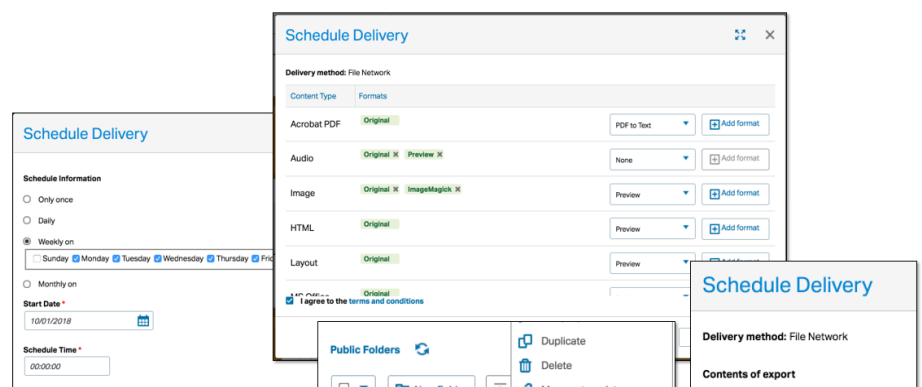 Schedule Delivery
Delivery method: File Network
Content Type Formats
Acrobat PDF Original PDF to Text Add format
Audio Original Preview None Add format
Image Original ImageMagick Preview Add format
HTML Original Preview Add format
Layout Original Preview Add format
MS Office Original
I agree to the terms and conditions
Schedule Delivery
Schedule Information
Only once
Daily
Weekly on
Sunday Monday Tuesday Wednesday Thursday
Monthly on
Start Date *
10/01/2018
Schedule Time *
00:00:00
Public Folders
Duplicate
Delete
Schedule Delivery
Delivery method: File Network
Contents of export